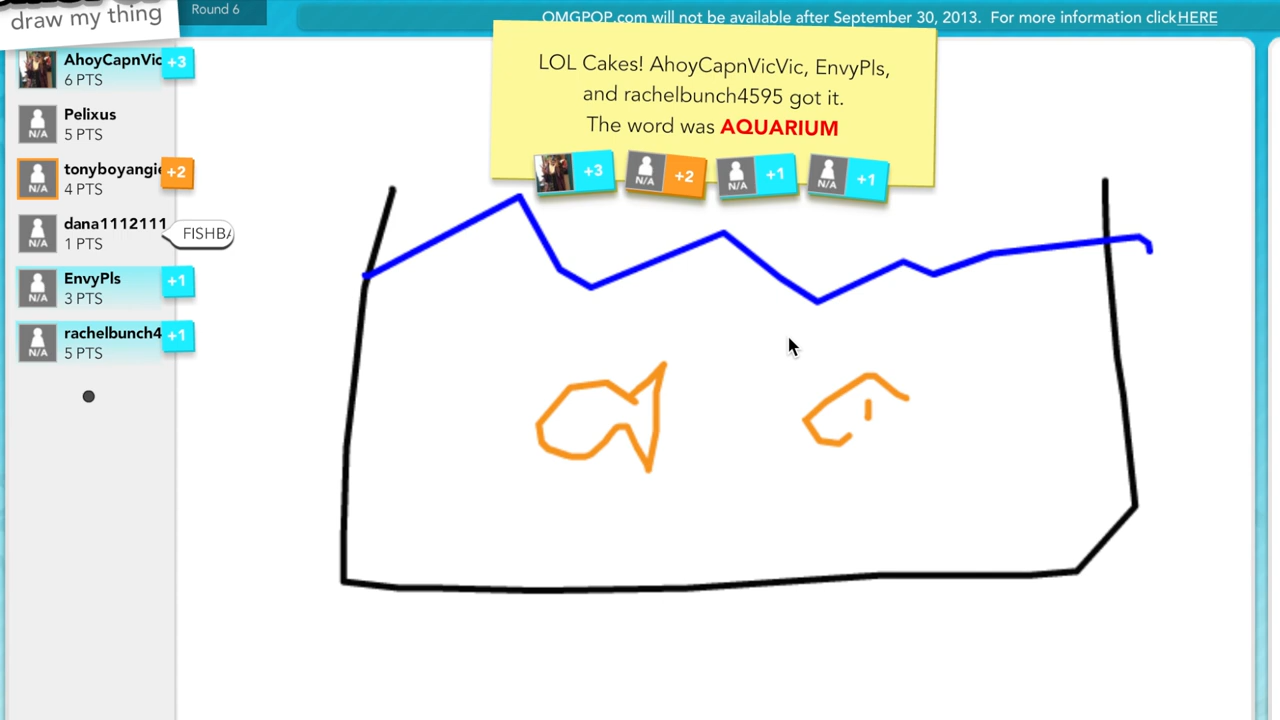 draw my thing
Round 6
OMGPOP.com will not be available after September 30, 2013. For more information click HERE
AhoyCapnVic
+3
6 PTS
Pelixus
5 PTS
N/A
tonyboyangie
+2
4 PTS
N/A
dana1112111
1 PTS
N/A
FISHBA
EnvyPls
+1
3 PTS
N/A
rachelbunch4
+1
5 PTS
N/A
LOL Cakes! AhoyCapnVicVic, EnvyPls,
and rachelbunch4595 got it.
The word was AQUARIUM
+3
N/A +2
N/A +1
N/A +1